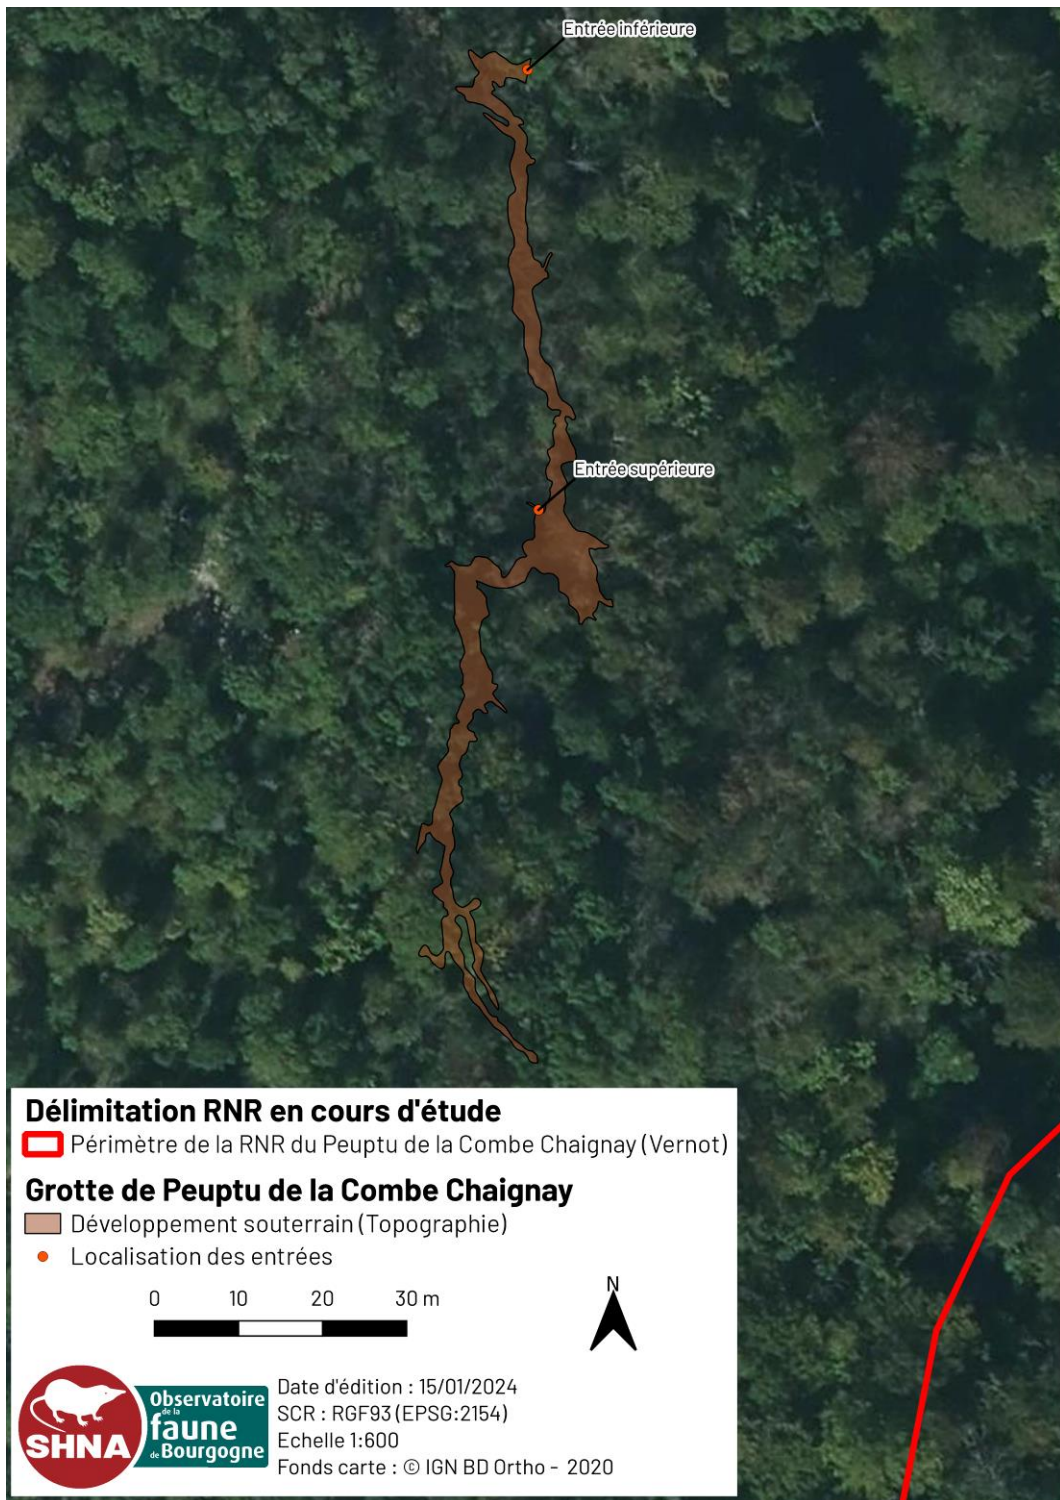 Entrée inférieure
Entrée supérieure
Délimitation RNR en cours d'étude
Périmètre de la RNR du Peuptu de la Combe Chaignay (Vernot)
Grotte de Peuptu de la Combe Chaignay
Développement souterrain (Topographie)
Localisation des entrées
0 10 20 30 m
N
SHNA
Observatoire
de la
faune
de Bourgogne
Date d'édition : 15/01/2024
SCR : RGF93 (EPSG:2154)
Echelle 1:600
Fonds carte : © IGN BD Ortho - 2020